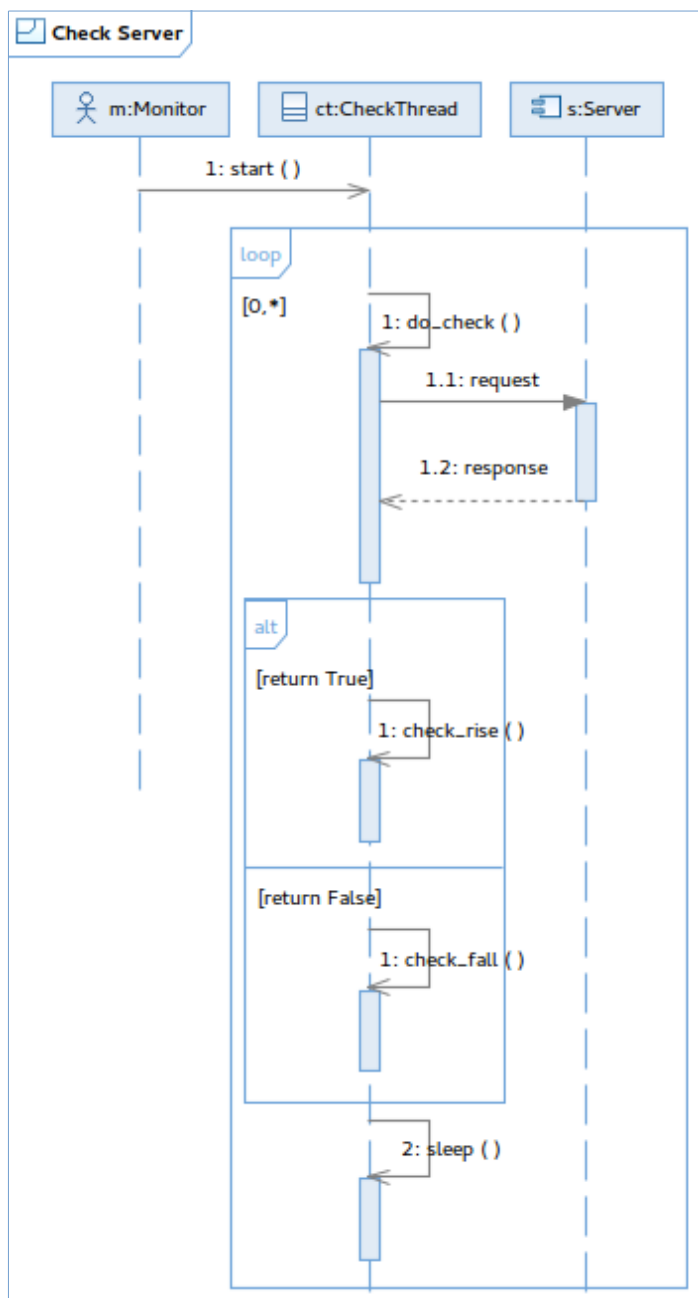 Check Server
m:Monitor
ct:CheckThread
s:Server
1: start ( )
loop
[0,*]
1: do_check ( )
1.1: request
1.2: response
alt
[return True]
1: check_rise ( )
[return False]
1: check_fall ( )
2: sleep ( )